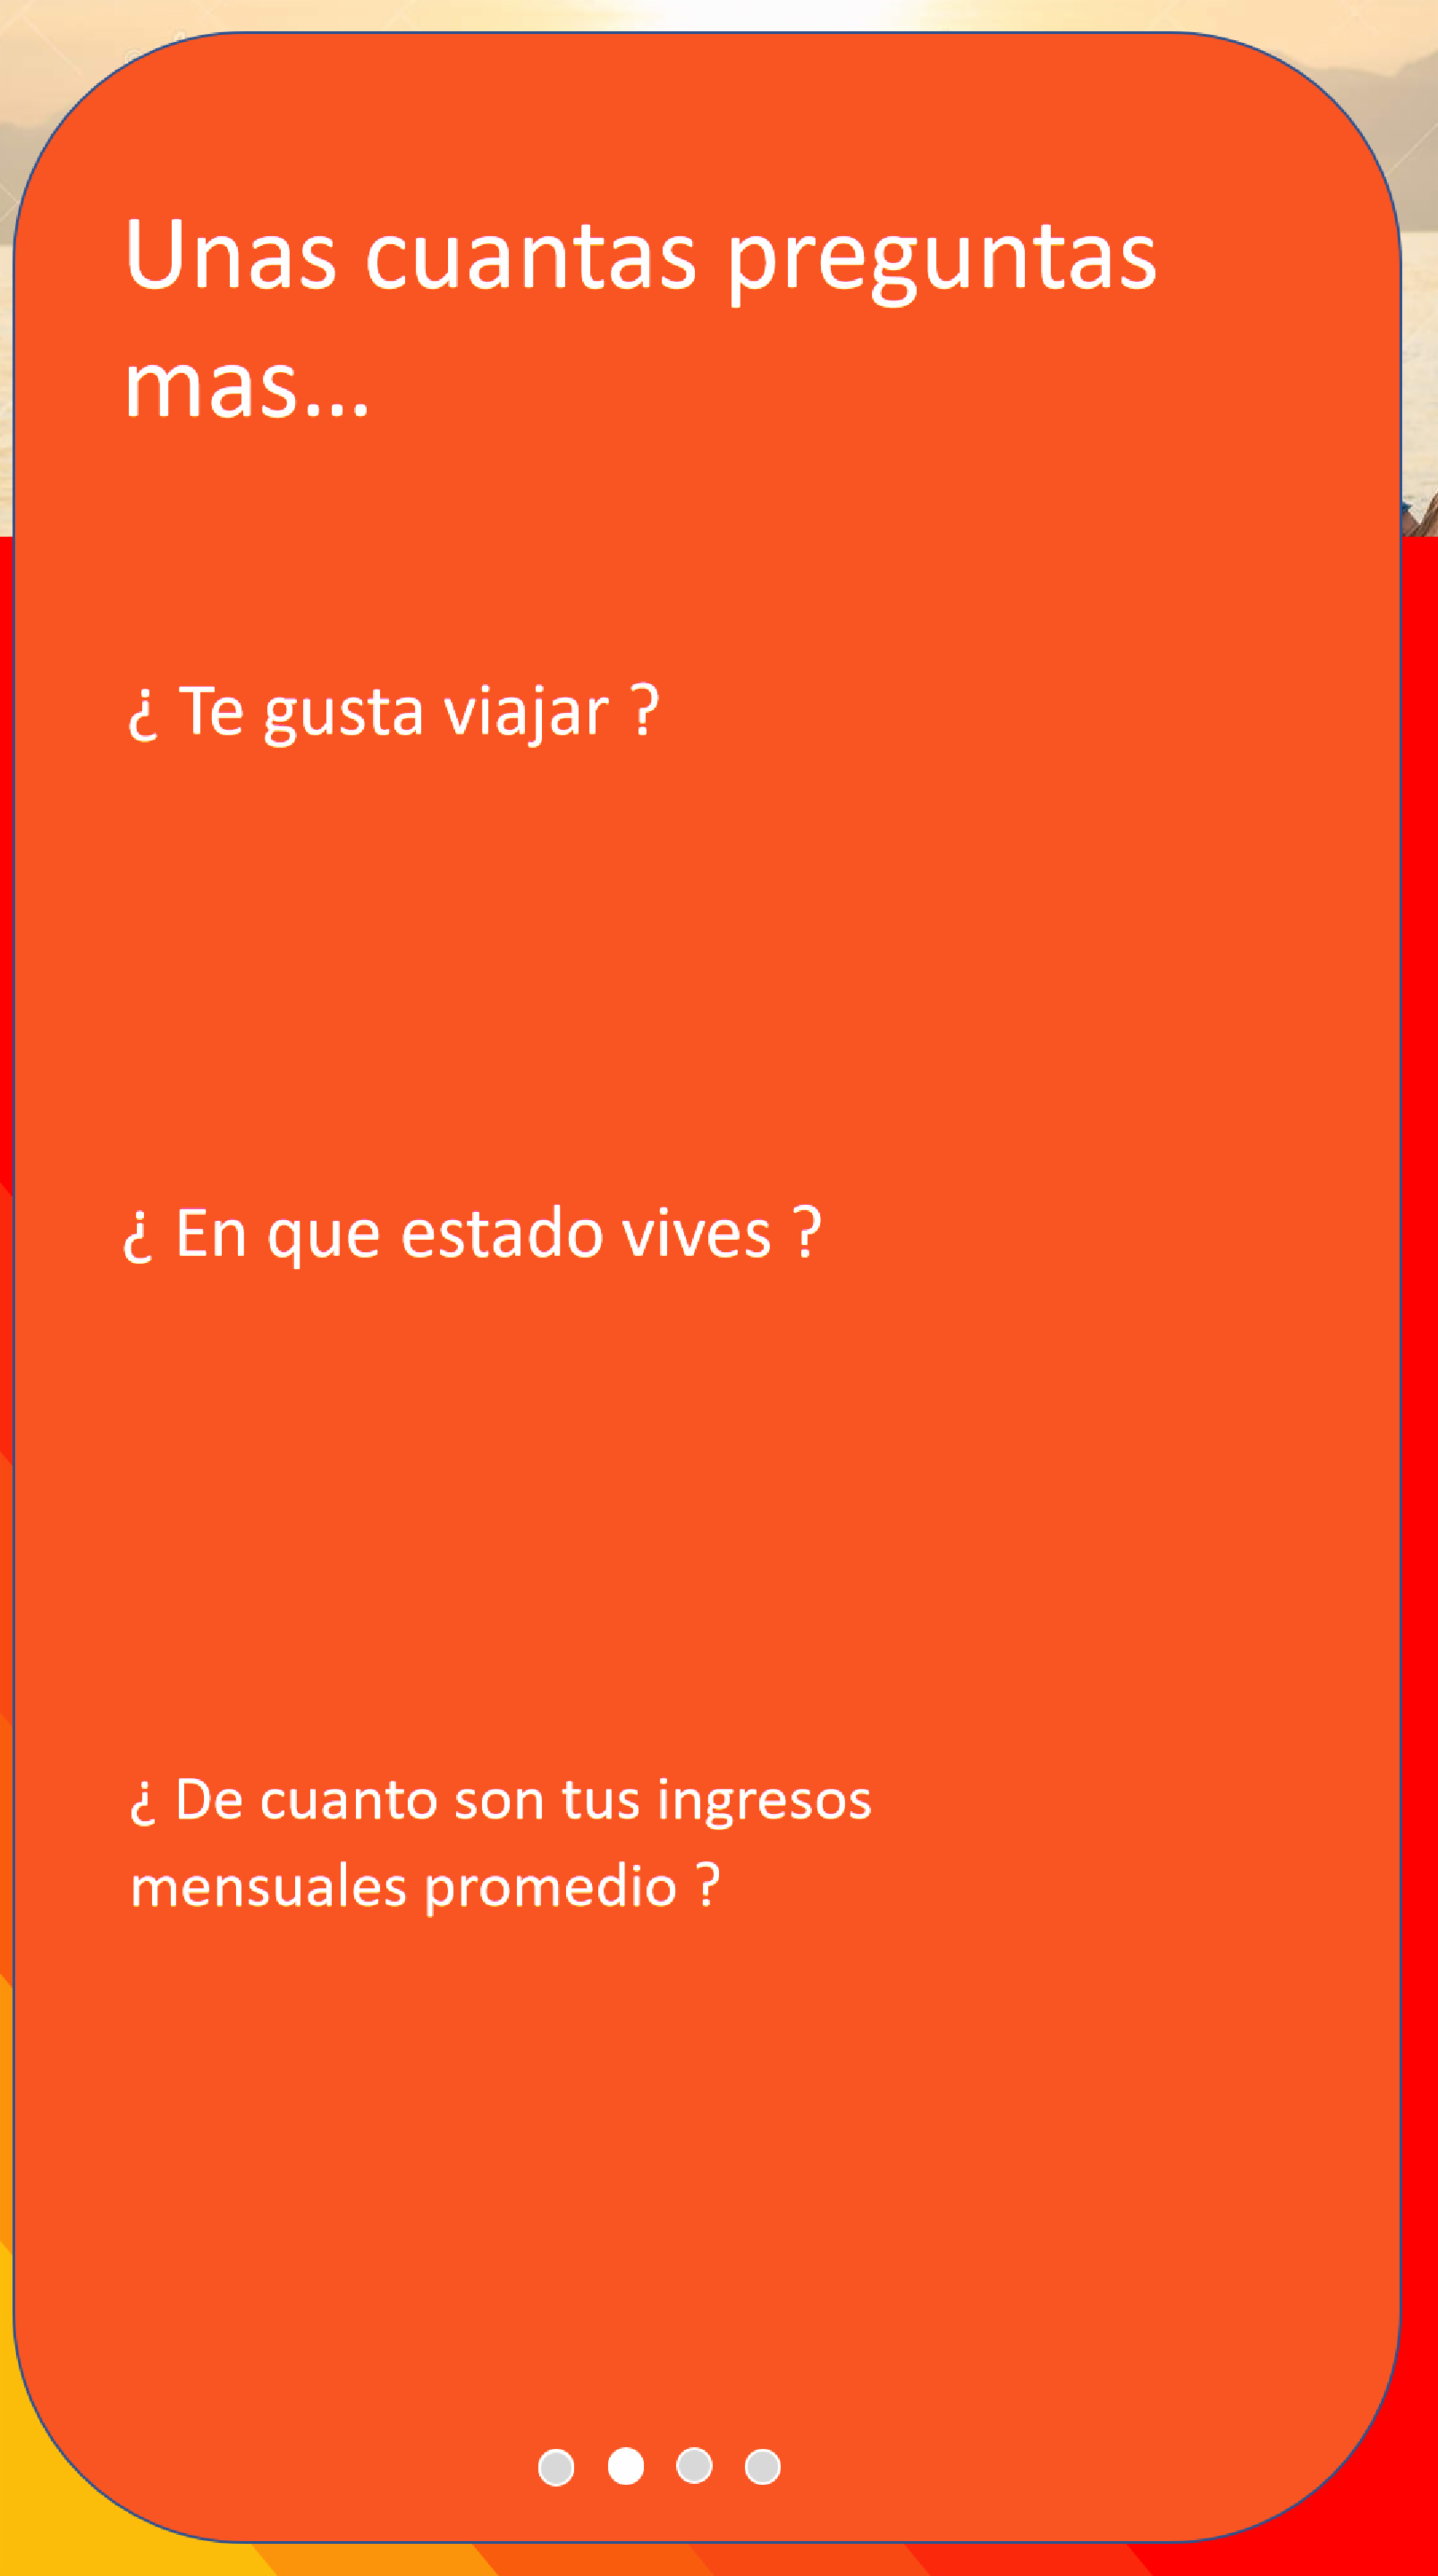 Unas cuantas preguntas
mas...
¿ Te gusta viajar ?
¿ En que estado vives ?
¿ De cuanto son tus ingresos
mensuales promedio ?